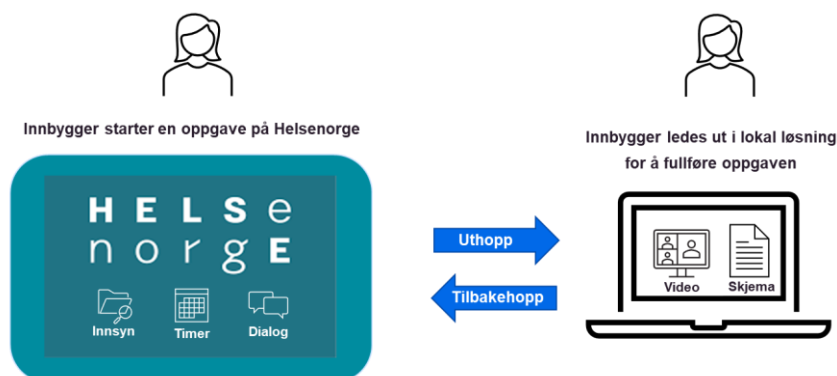 Innbygger starter en oppgave på Helsenorge
HELSe
norgE
Innsyn
Timer
Dialog
Uthopp
Tilbakehopp
Innbygger ledes ut i lokal løsning
for å fullføre oppgaven
Video
Skjema